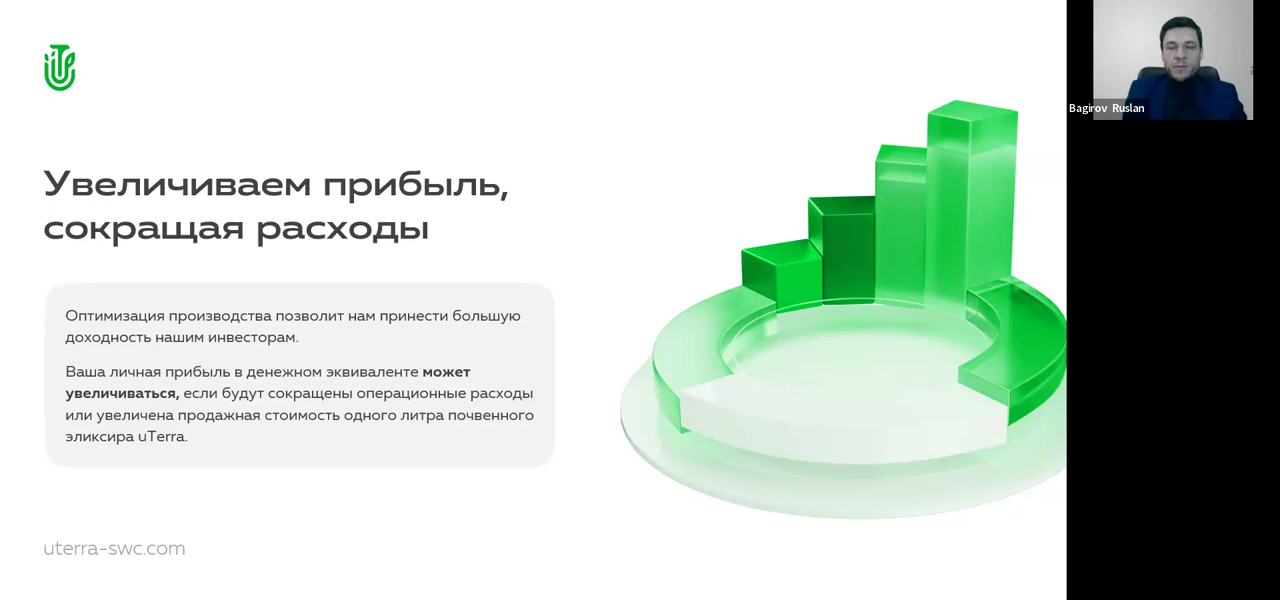 Увеличиваем прибыль,
сокращая расходы
Оптимизация производства позволит нам принести большую
доходность нашим инвесторам.
Ваша личная прибыль в денежном эквиваленте может
увеличиваться, если будут сокращены операционные расходы
или увеличена продажная стоимость одного литра почвенного
эликсира uTerra.
uterra-swc.com
Bagirov Ruslan